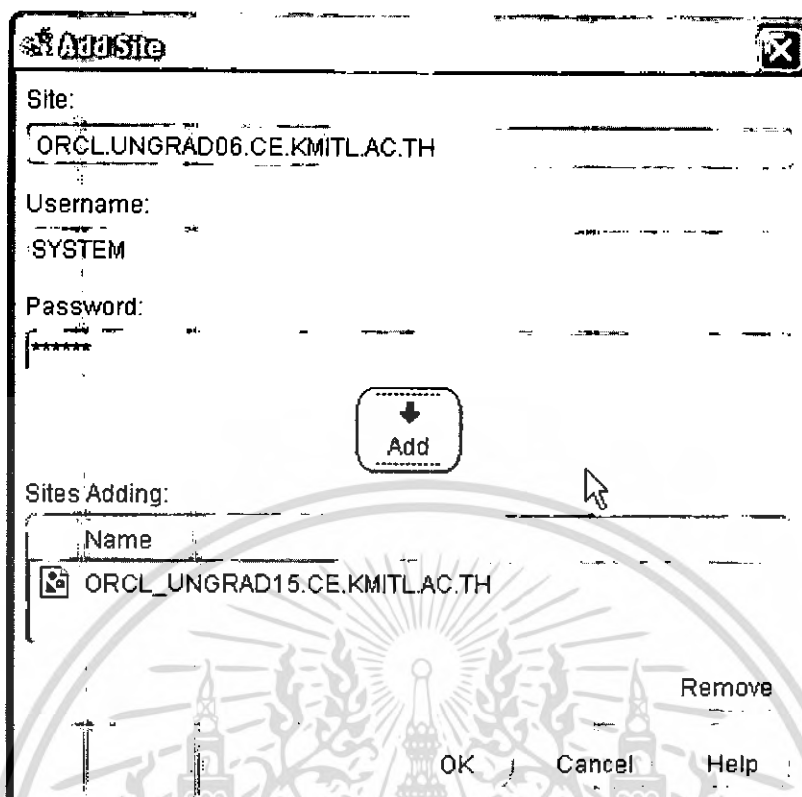 Add Site
Site:
ORCL.UNGRAD06.CE.KMITL.AC.TH
Username:
SYSTEM
Password:
******
Add
Sites Adding:
Name
ORCL_UNGRAD15.CE.KMITL.AC.TH
Remove
OK Cancel Help